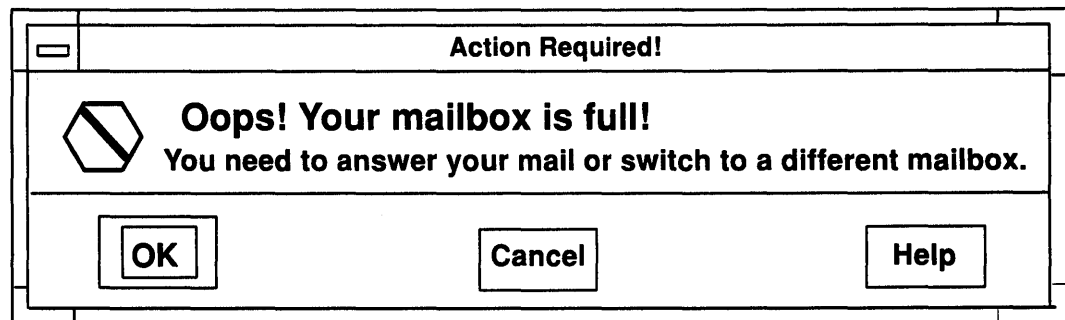 Action Required!
Oops! Your mailbox is full!
You need to answer your mail or switch to a different mailbox.
OK
Cancel
Help